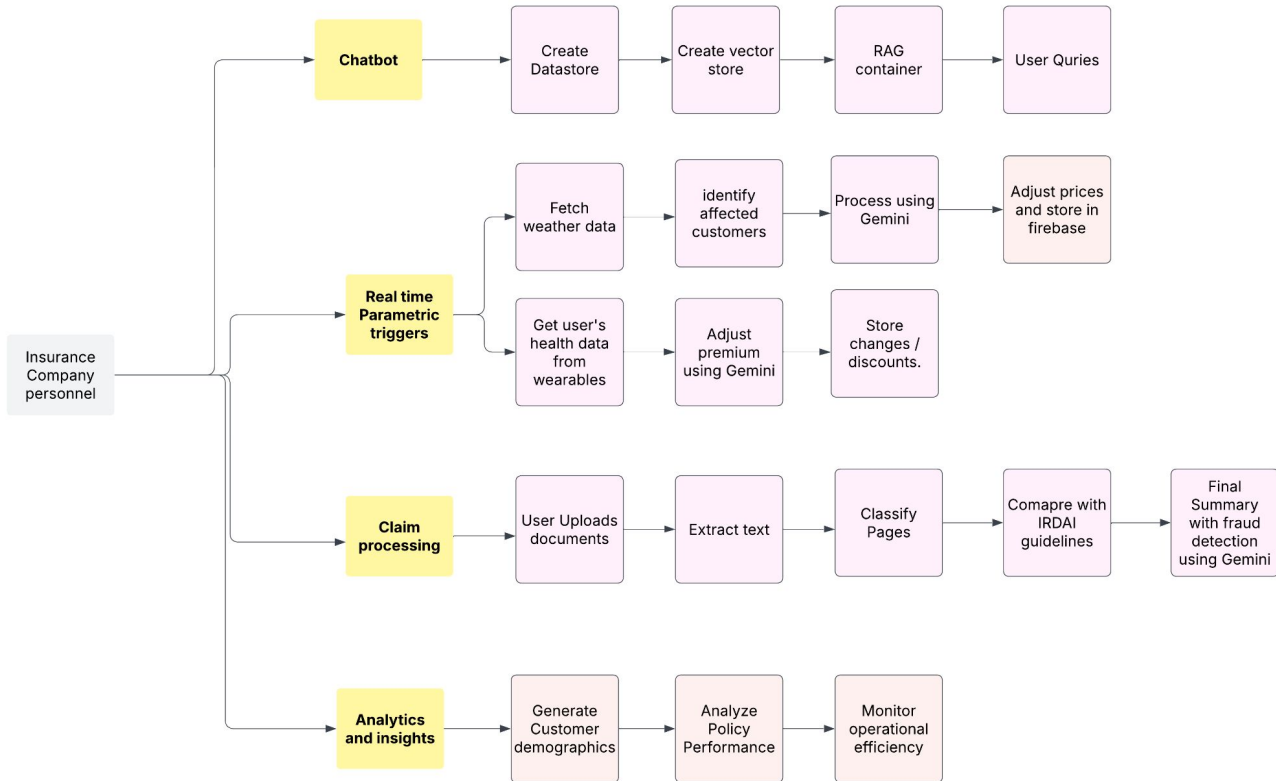 Chatbot
Create
Datastore
Create vector
store
RAG
container
User Quries
Fetch
weather data
identify
affected
customers
Process using
Gemini
Adjust prices
and store in
firebase
Real time
Parametric
triggers
Get user's
health data
from
wearables
Adjust
premium
using Gemini
Store
changes /
discounts.
Insurance
Company
personnel
Claim
processing
User Uploads
documents
Extract text
Classify
Pages
Comapre with
IRDAI
guidelines
Final
Summary
with fraud
detection
using Gemini
Analytics
and insights
Generate
Customer
demographics
Analyze
Policy
Performance
Monitor
operational
efficiency